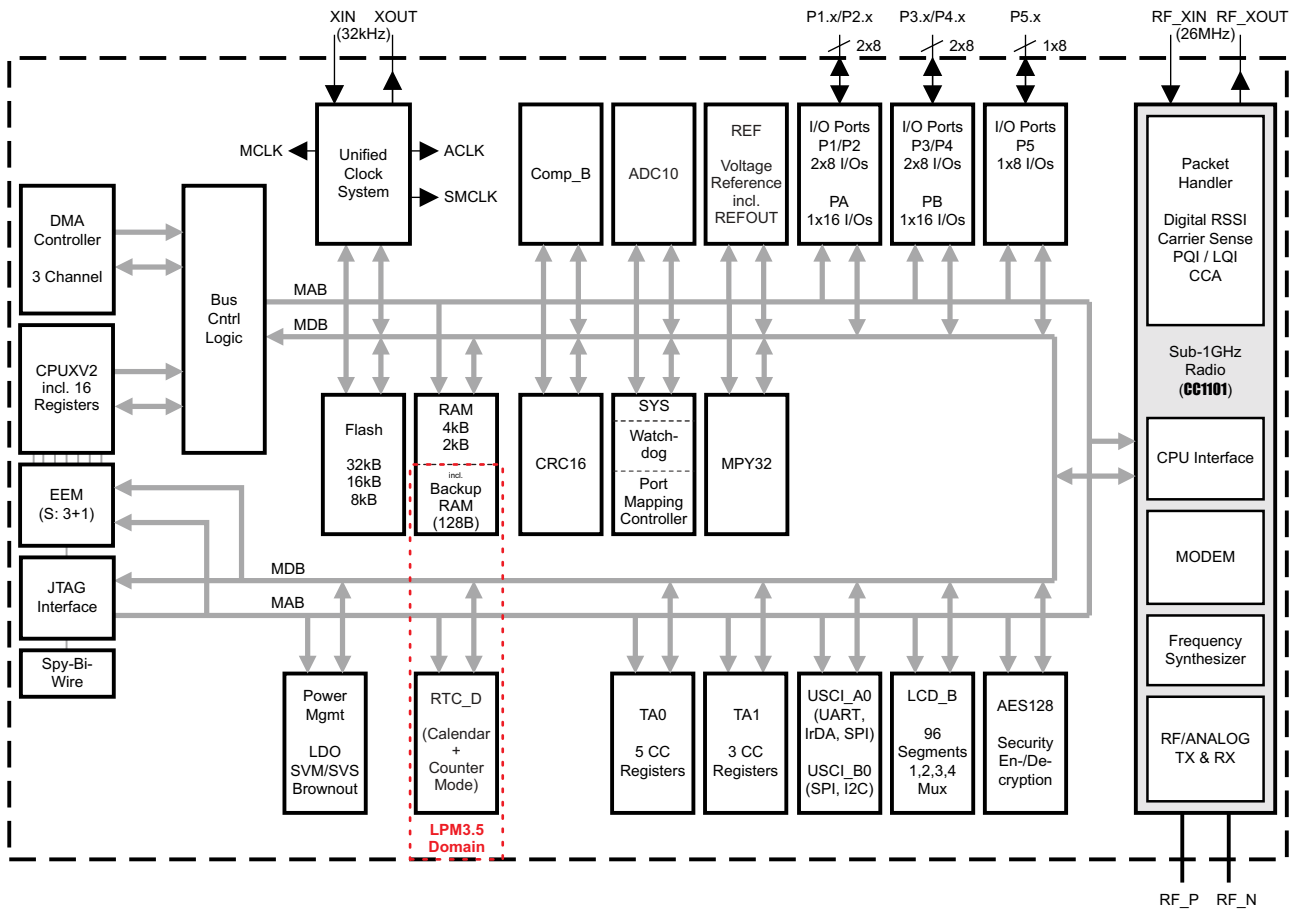 XIN XOUT
(32kHz)
P1.x/P2.x
2x8
P3.x/P4.x
2x8
P5.x
1x8
RF_XIN RF_XOUT
(26MHz)
MCLK
Unified
Clock
System
ACLK
SMCLK
Comp_B
ADC10
REF
Voltage
Reference
incl.
REFOUT
I/O Ports
P1/P2
2x8 I/Os
PA
1x16 I/Os
I/O Ports
P3/P4
2x8 I/Os
PB
1x16 I/Os
I/O Ports
P5
1x8 I/Os
Packet
Handler
Digital RSSI
Carrier Sense
PQI / LQI
CCA
DMA
Controller
3 Channel
Bus
Cntrl
Logic
MAB
MDB
CPUXV2
incl. 16
Registers
EEM
(S: 3+1)
JTAG
Interface
Spy-Bi-
Wire
Flash
32kB
16kB
8kB
RAM
4kB
2kB
incl.
Backup
RAM
(128B)
CRC16
SYS
Watch-
dog
Port
Mapping
Controller
MPY32
Sub-1GHz
Radio
(CC1101)
CPU Interface
MODEM
Frequency
Synthesizer
RF/ANALOG
TX & RX
MDB
MAB
Power
Mgmt
LDO
SVM/SVS
Brownout
RTC_D
(Calendar
+
Counter
Mode)
LPM3.5
Domain
TA0
5 CC
Registers
TA1
3 CC
Registers
USCI_A0
(UART,
IrDA, SPI)
USCI_B0
(SPI, I2C)
LCD_B
96
Segments
1,2,3,4
Mux
AES128
Security
En-/De-
cryption
RF_P RF_N